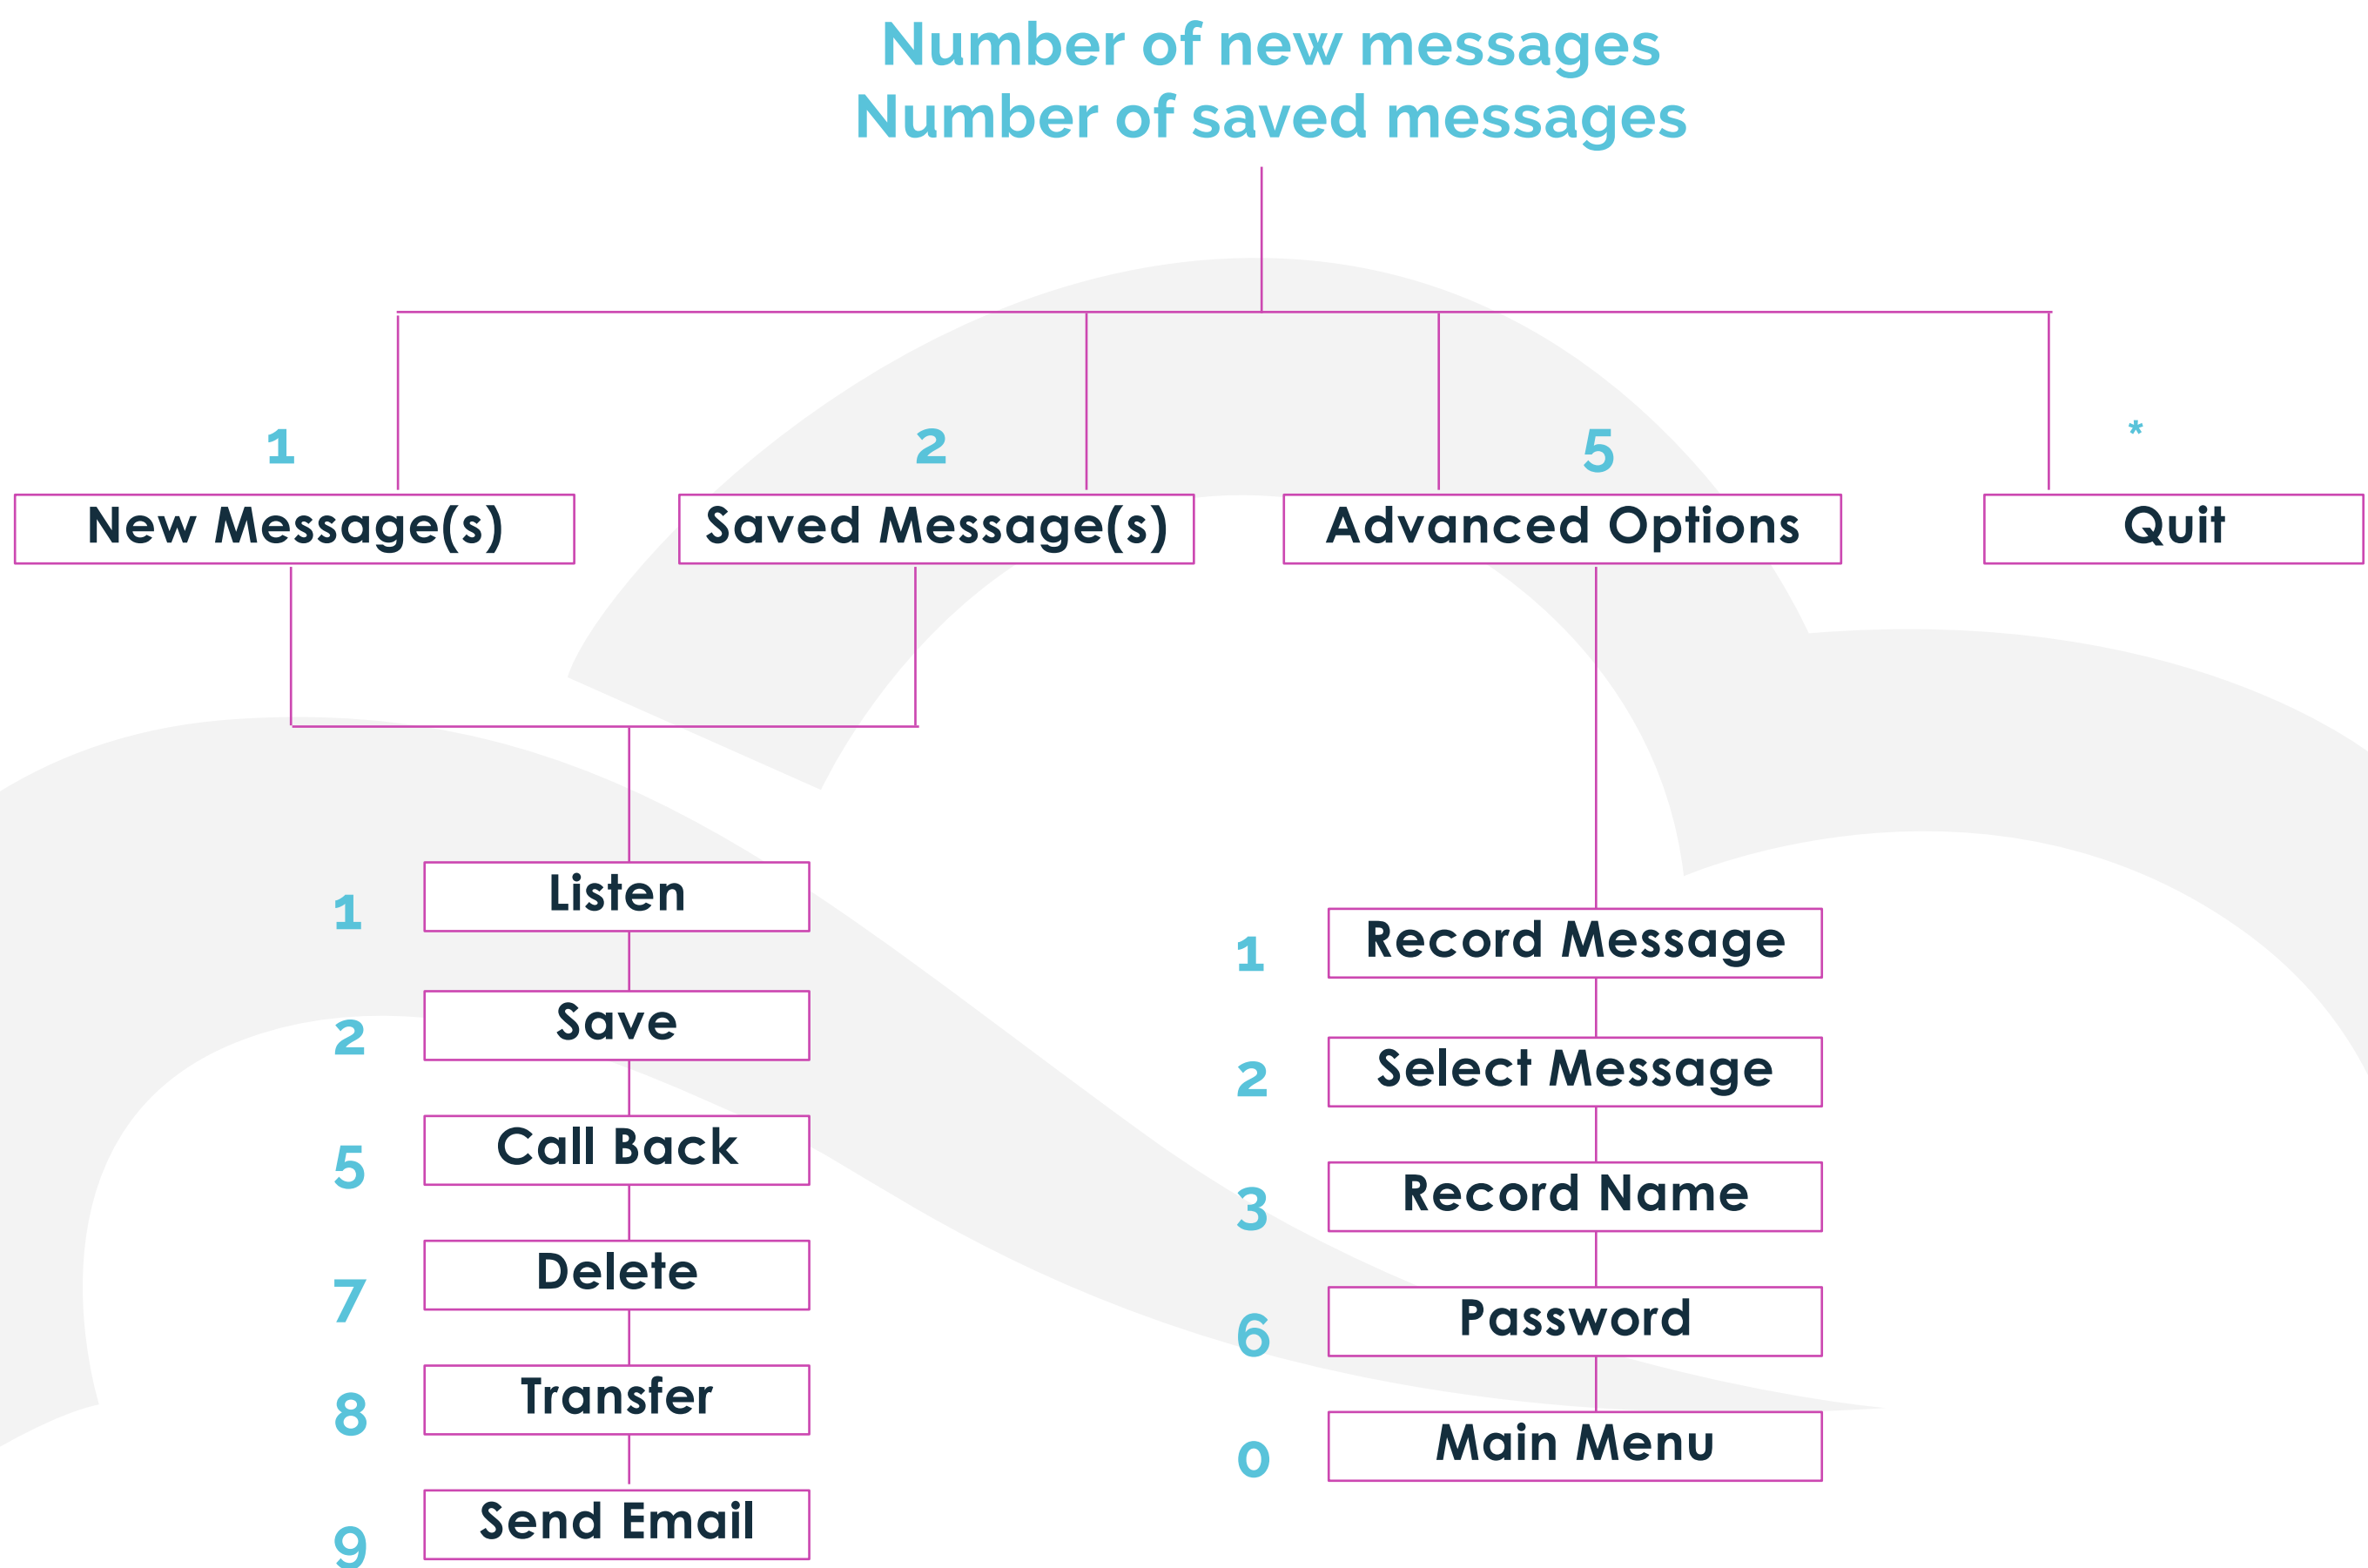 Number of new messages
Number of saved messages
1
2
5
*
New Message(s)
Saved Message(s)
Advanced Options
Quit
1
Listen
2
Save
5
Call Back
7
Delete
8
Transfer
9
Send Email
1
Record Message
2
Select Message
3
Record Name
6
Password
0
Main Menu